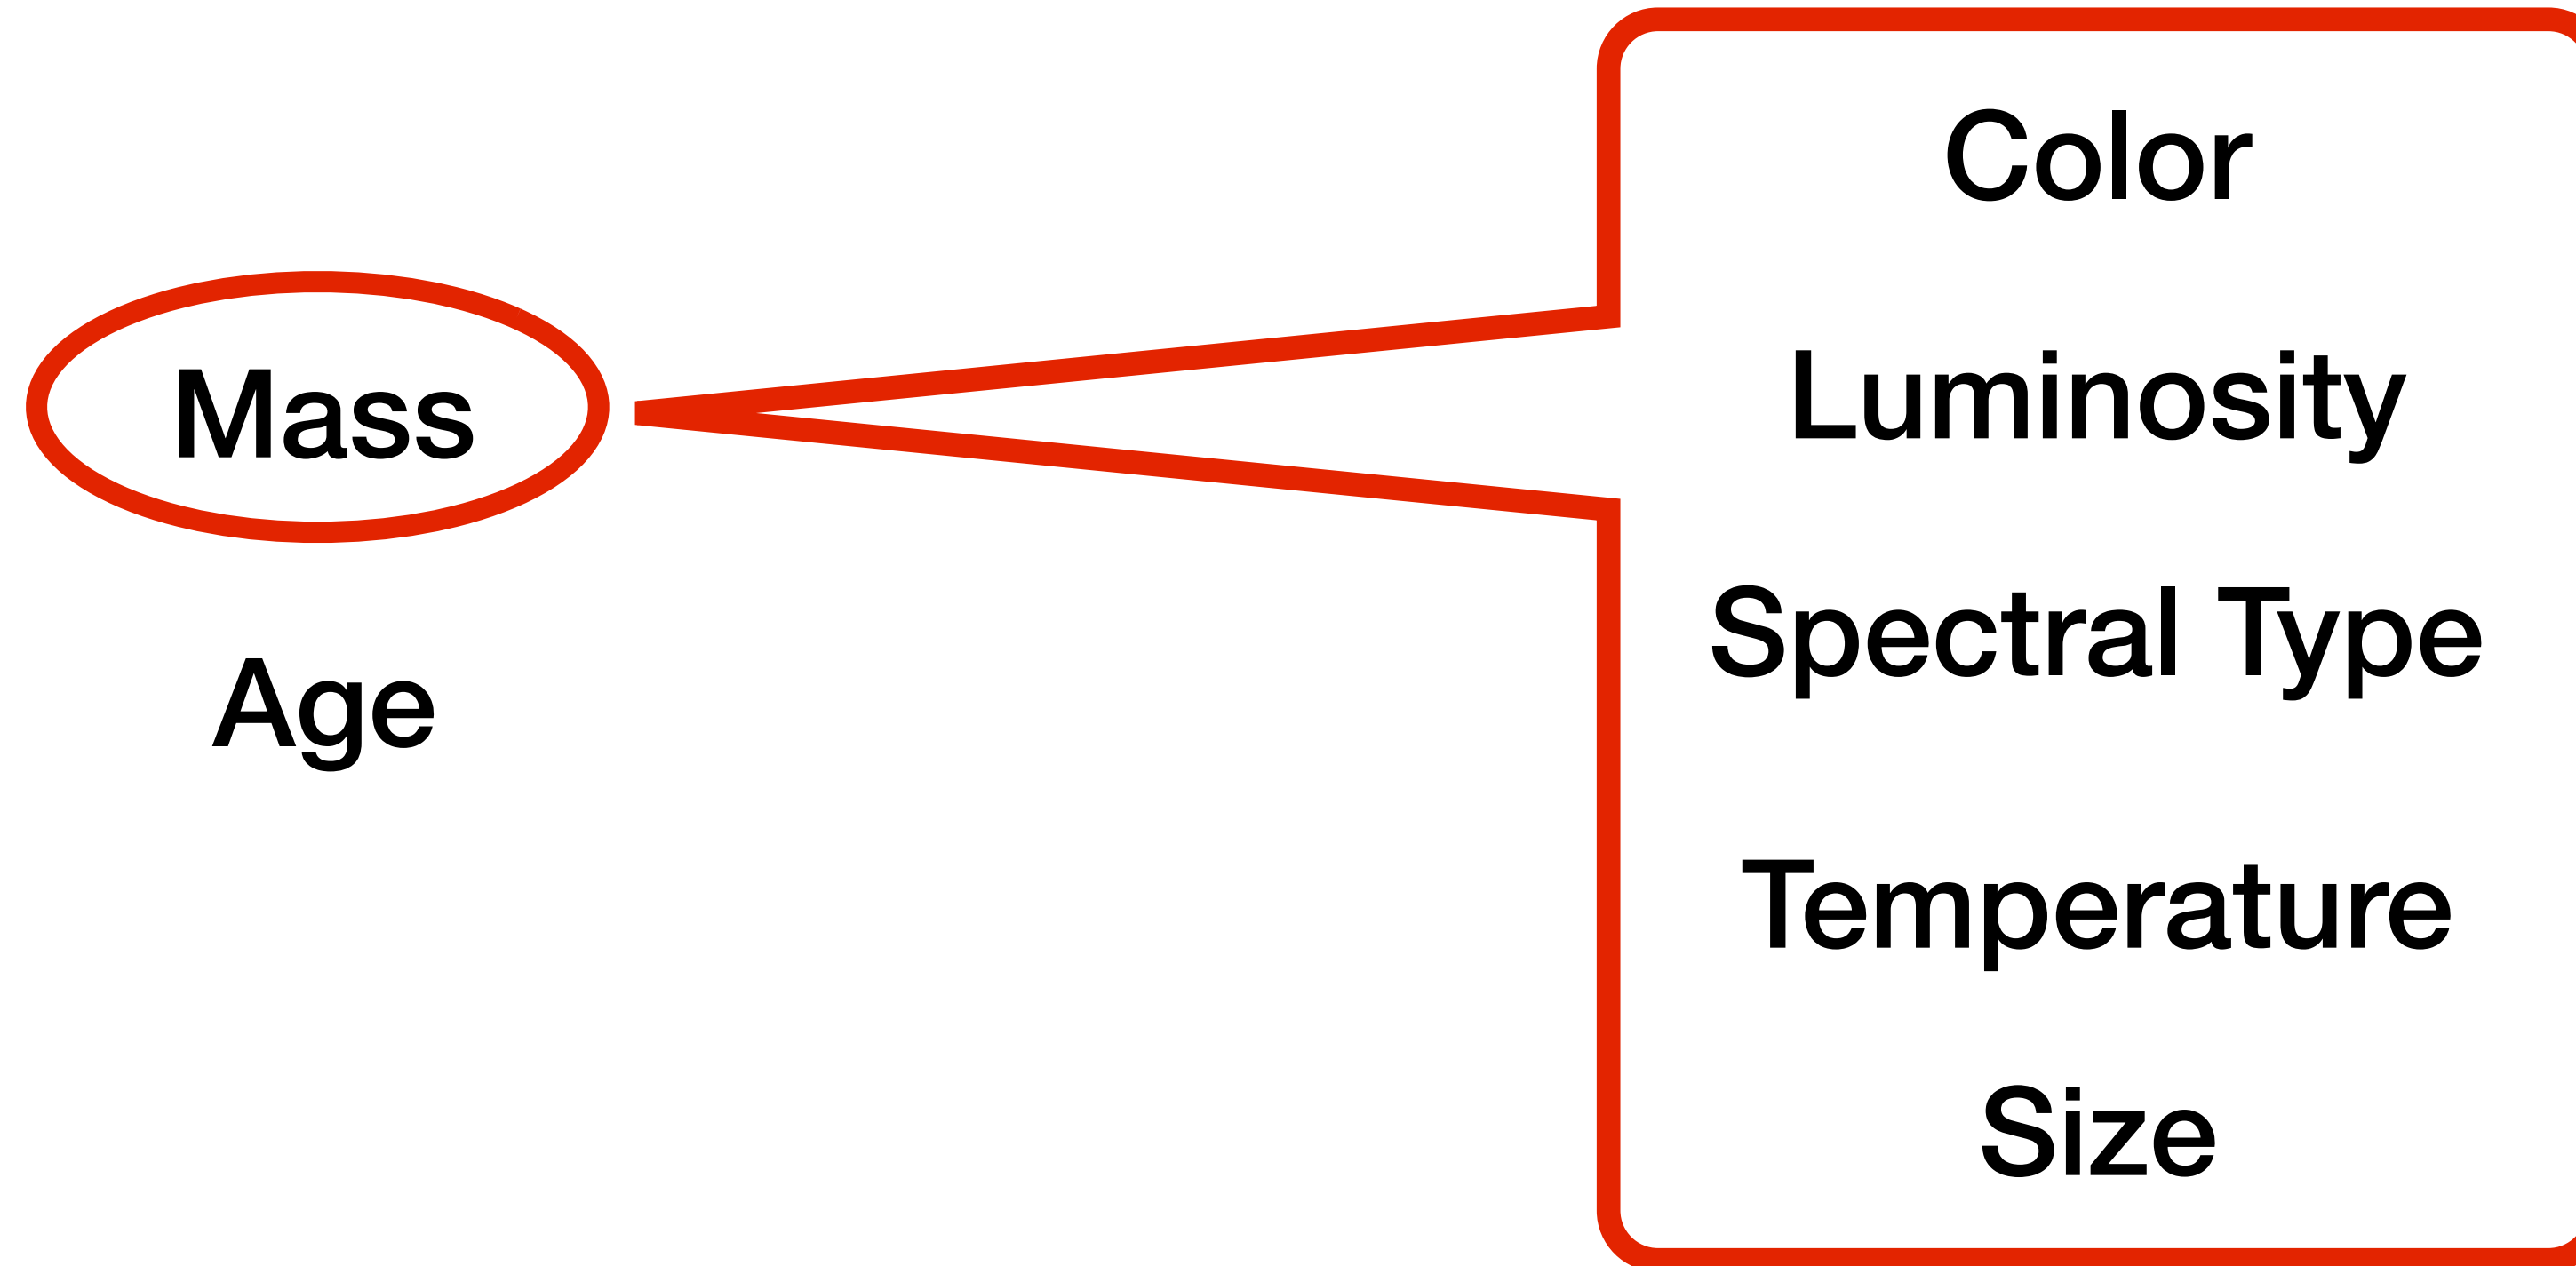 Mass
Age
Color
Luminosity
Spectral Type
Temperature
Size